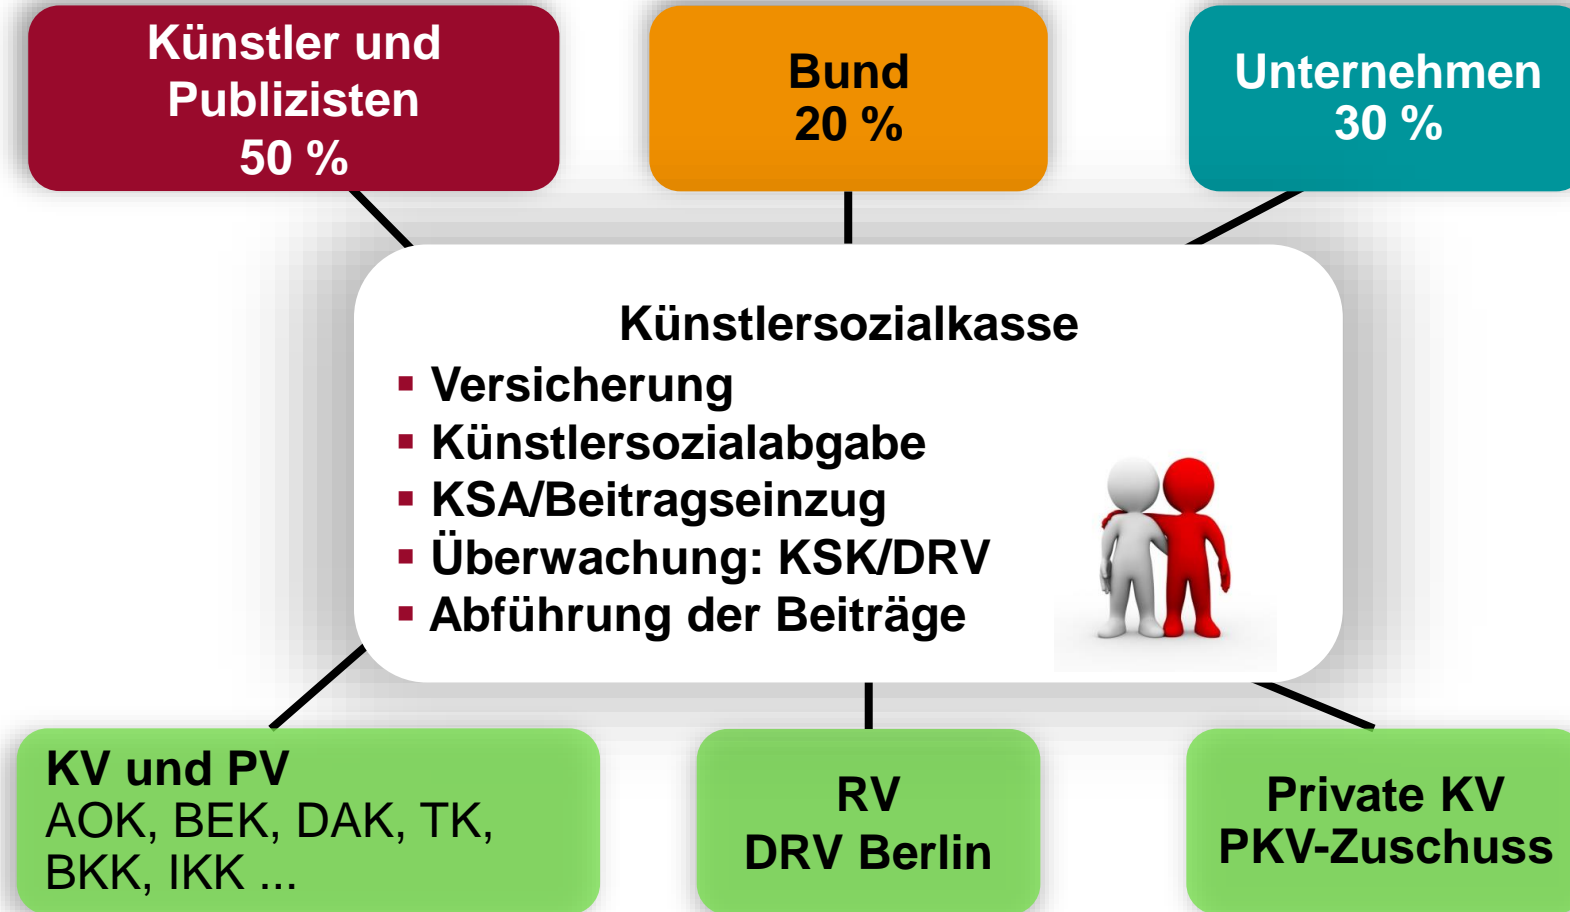 Künstler und
Publizisten
50 %
Bund
20 %
Unternehmen
30 %
Künstlersozialkasse
▪ Versicherung
▪ Künstlersozialabgabe
▪ KSA/Beitragseinzug
▪ Überwachung: KSK/DRV
▪ Abführung der Beiträge
KV und PV
AOK, BEK, DAK, TK,
BKK, IKK ...
RV
DRV Berlin
Private KV
PKV-Zuschuss